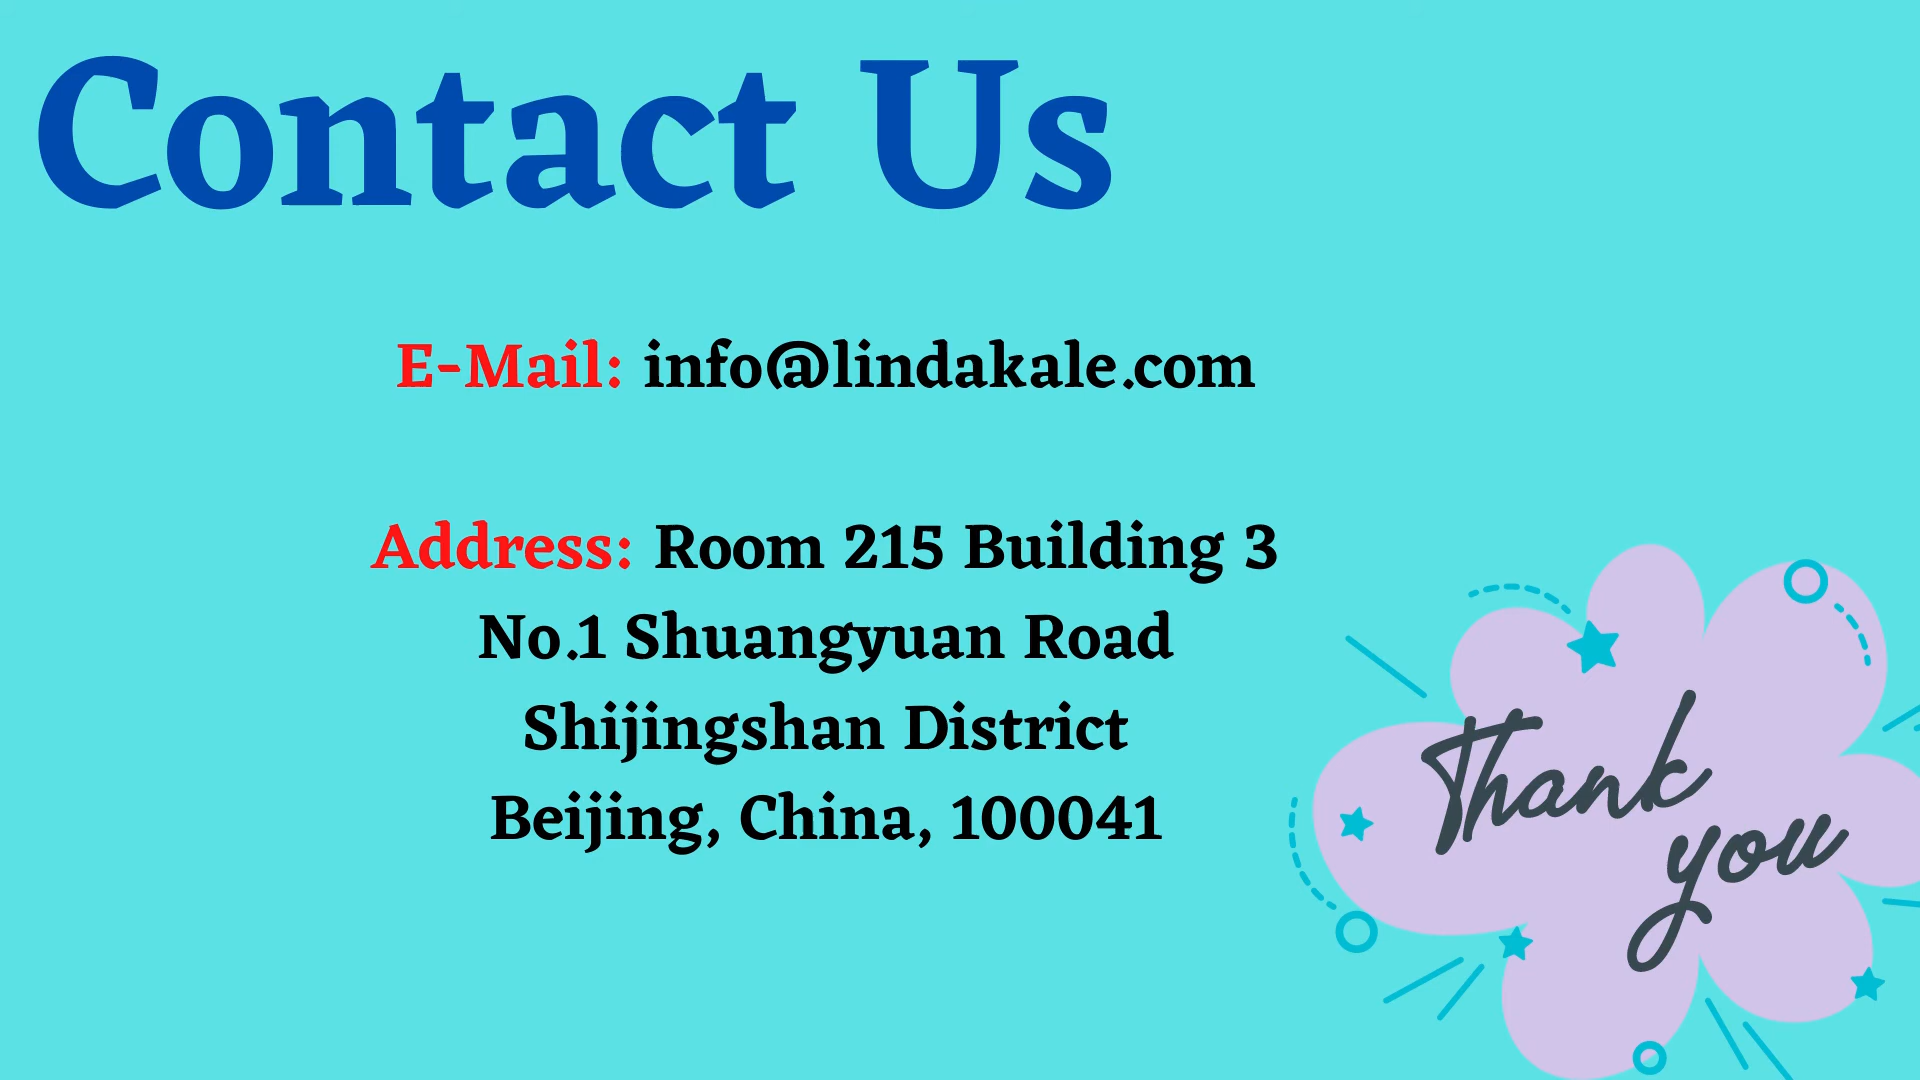 Contact Us
E-Mail: info@lindakale.com
Address: Room 215 Building 3
No.1 Shuangyuan Road
Shijingshan District
Beijing, China, 100041
Thank
you